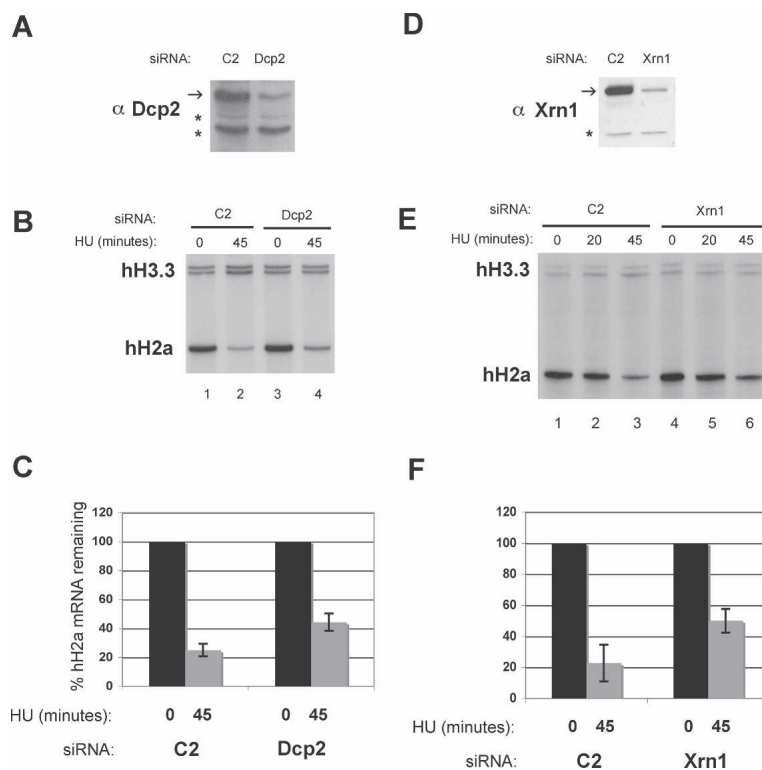 A
siRNA: C2 Dcp2
→
α Dcp2
*
*
B
siRNA: C2 Dcp2
HU (minutes): 0 45 0 45
hH3.3
hH2a
1 2 3 4
C
% hH2a mRNA remaining
120
100
80
60
40
20
0
HU (minutes): 0 45 0 45
siRNA: C2 Dcp2
D
siRNA: C2 Xrn1
→
α Xrn1
*
E
siRNA: C2 Xrn1
HU (minutes): 0 20 45 0 20 45
hH3.3
hH2a
1 2 3 4 5 6
F
120
100
80
60
40
20
0
HU (minutes): 0 45 0 45
siRNA: C2 Xrn1